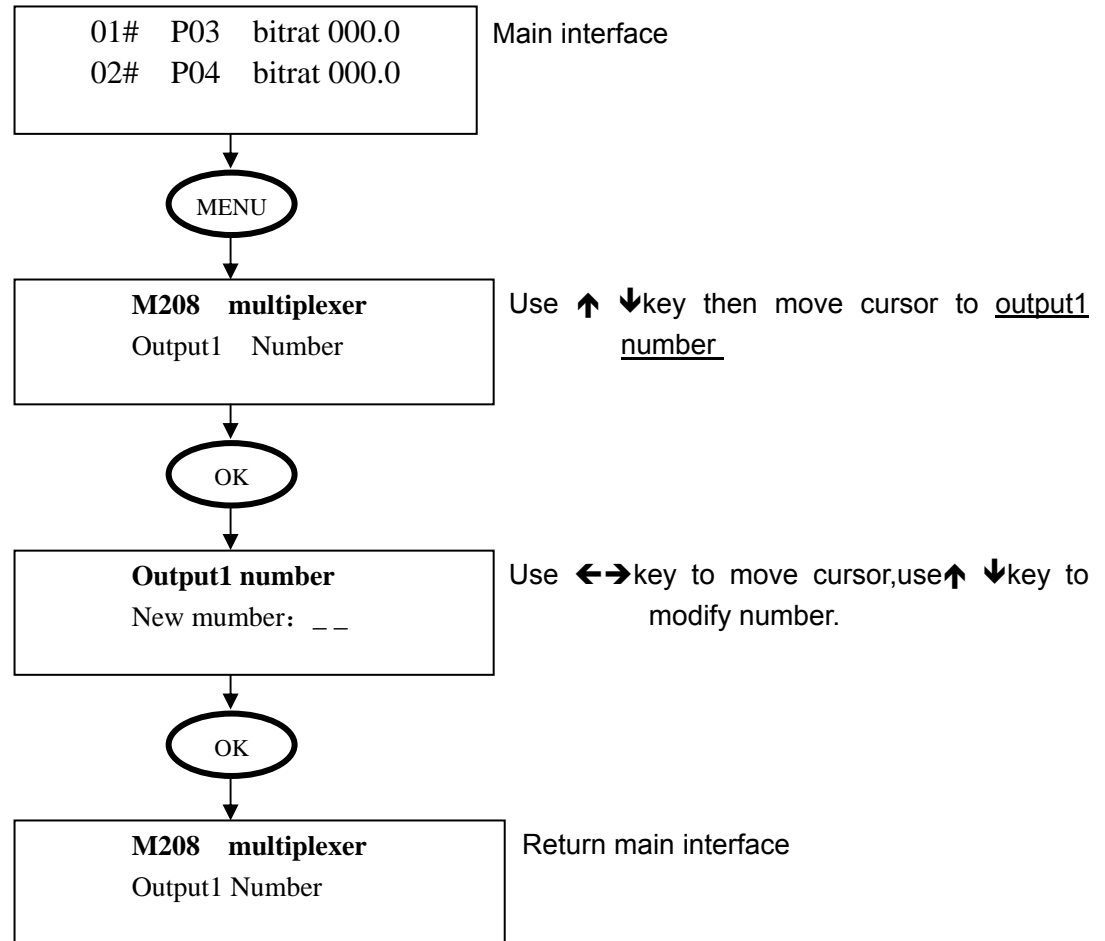 01# P03 bitrat 000.0 Main interface
02# P04 bitrat 000.0
MENU
M208 multiplexer
Output1 Number
Use ↑ ↓key then move cursor to output1
number
OK
Output1 number
New mumber：_ _
Use ←→key to move cursor,use↑ ↓key to
modify number.
OK
M208 multiplexer
Output1 Number
Return main interface